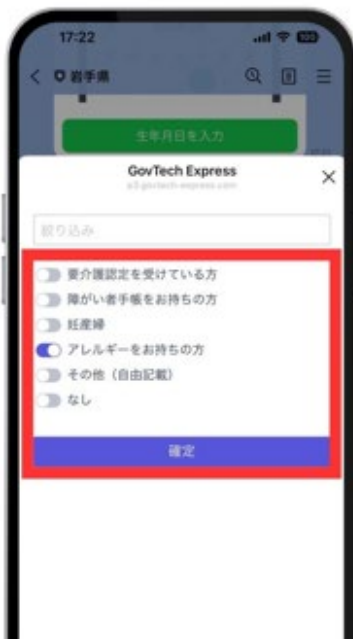 17:22
100
岩手県
生年月日を入力
GovTech Express
絞り込み
要介護認定を受けている方
障がい者手帳をお持ちの方
妊産婦
アレルギーをお持ちの方
その他（自由記載）
なし
確定